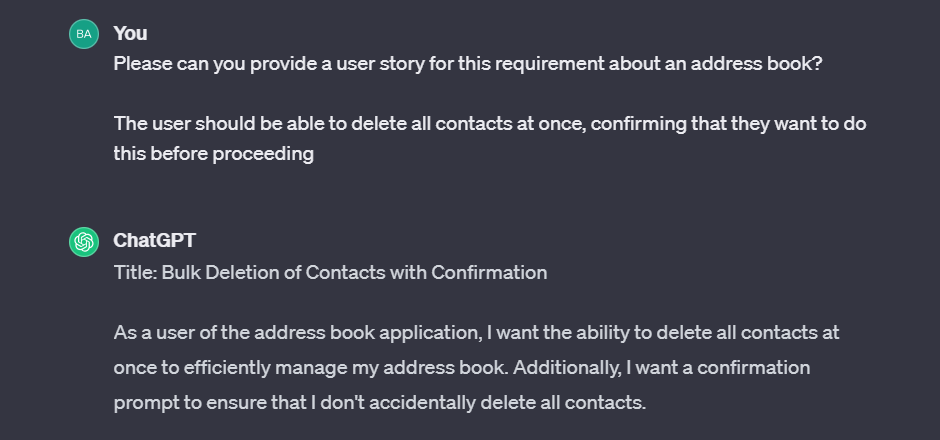 BA You
Please can you provide a user story for this requirement about an address book?
The user should be able to delete all contacts at once, confirming that they want to do
this before proceeding
ChatGPT
Title: Bulk Deletion of Contacts with Confirmation
As a user of the address book application, I want the ability to delete all contacts at
once to efficiently manage my address book. Additionally, I want a confirmation
prompt to ensure that I don't accidentally delete all contacts.